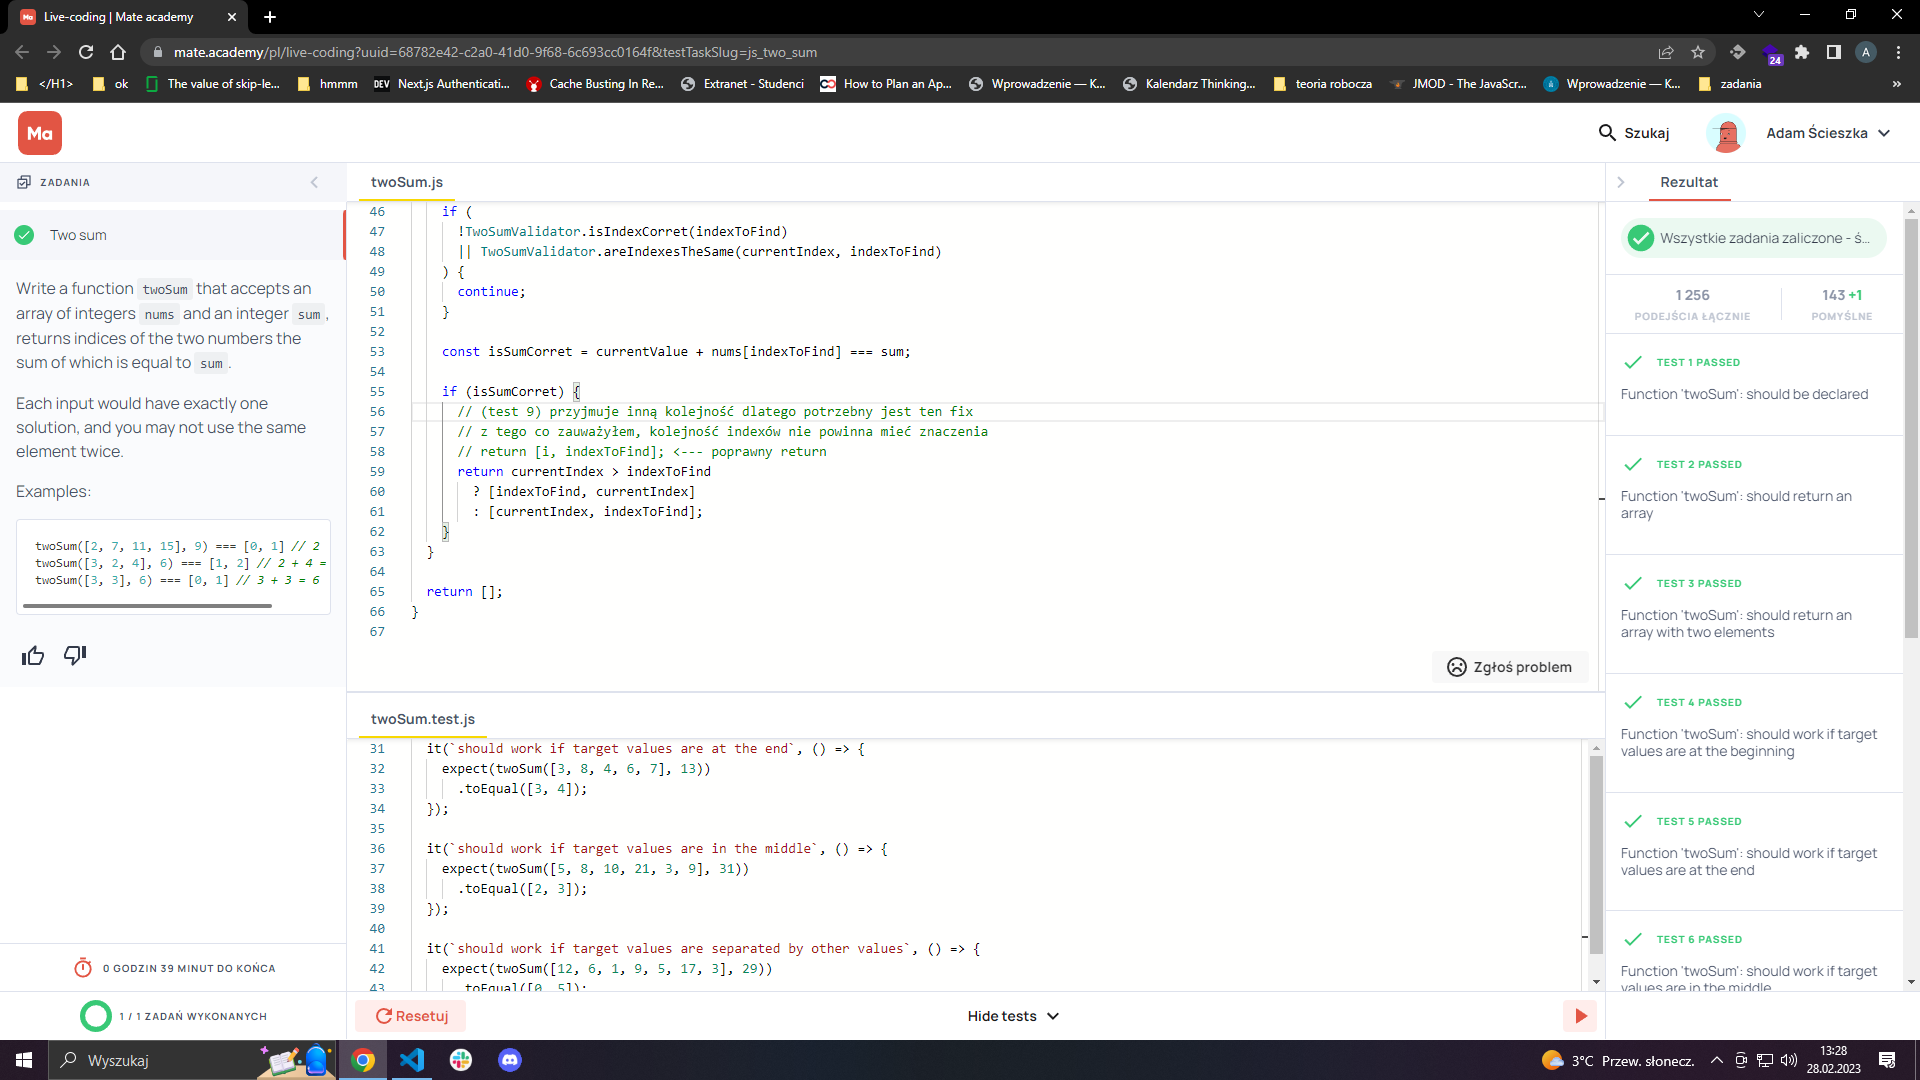 Live-coding | Mate academy
mate.academy/pl/live-coding?uuid=68782e42-c2a0-41d0-9f68-6c693cc0164f&testTaskSlug=js_two_sum
24
A
</H1>
ok
The value of skip-le...
hmmm
DEV Next.js Authenticati...
Cache Busting In Re...
Extranet - Studenci
How to Plan an Ap...
Wprowadzenie — K...
Kalendarz Thinking...
teoria robocza
JMOD - The JavaScr...
Wprowadzenie — K...
zadania
»
Ma
Szukaj
Adam Ścieszka
ZADANIA
Two sum
Write a function twoSum that accepts an
array of integers nums and an integer sum,
returns indices of the two numbers the
sum of which is equal to sum.
Each input would have exactly one
solution, and you may not use the same
element twice.
Examples:
twoSum([2, 7, 11, 15], 9) === [0, 1] // 2
twoSum([3, 2, 4], 6) === [1, 2] // 2 + 4 =
twoSum([3, 3], 6) === [0, 1] // 3 + 3 = 6
0 GODZIN 39 MINUT DO KOŃCA
1 / 1 ZADAŃ WYKONANYCH
twoSum.js
46 if (
47 !TwoSumValidator.isIndexCorret(indexToFind)
48 || TwoSumValidator.areIndexesTheSame(currentIndex, indexToFind)
49 ) {
50 continue;
51 }
52
53 const isSumCorret = currentValue + nums[indexToFind] === sum;
54
55 if (isSumCorret) {
56 // (test 9) przyjmuje inną kolejność dlatego potrzebny jest ten fix
57 // z tego co zauważyłem, kolejność indexów nie powinna mieć znaczenia
58 // return [i, indexToFind]; <--- poprawny return
59 return currentIndex > indexToFind
60 ? [indexToFind, currentIndex]
61 : [currentIndex, indexToFind];
62 }
63 }
64
65 return [];
66 }
67
Zgłoś problem
twoSum.test.js
31 it(`should work if target values are at the end`, () => {
32 expect(twoSum([3, 8, 4, 6, 7], 13))
33 .toEqual([3, 4]);
34 });
35
36 it(`should work if target values are in the middle`, () => {
37 expect(twoSum([5, 8, 10, 21, 3, 9], 31))
38 .toEqual([2, 3]);
39 });
40
41 it(`should work if target values are separated by other values`, () => {
42 expect(twoSum([12, 6, 1, 9, 5, 17, 3], 29))
43 .toEqual([0, 5]);
Resetuj
Hide tests
Rezultat
Wszystkie zadania zaliczone - ś...
1 256
PODEJŚCIA ŁĄCZNIE
143 +1
POMYŚLNE
TEST 1 PASSED
Function 'twoSum': should be declared
TEST 2 PASSED
Function 'twoSum': should return an
array
TEST 3 PASSED
Function 'twoSum': should return an
array with two elements
TEST 4 PASSED
Function 'twoSum': should work if target
values are at the beginning
TEST 5 PASSED
Function 'twoSum': should work if target
values are at the end
TEST 6 PASSED
Function 'twoSum': should work if target
values are in the middle
Wyszukaj
3°C Przew. słonecz.
13:28
28.02.2023